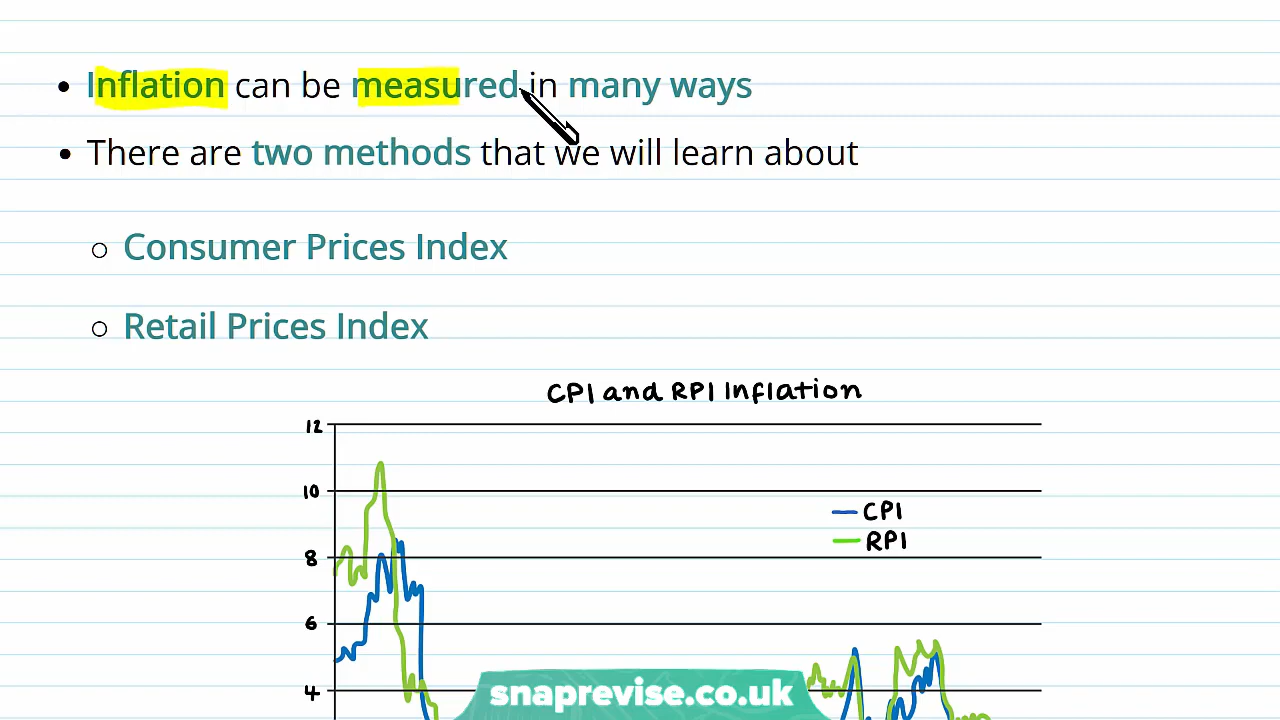 Inflation can be measured in many ways
There are two methods that we will learn about
Consumer Prices Index
Retail Prices Index
CPI and RPI Inflation
12
10
CPI
RPI
8
6
4
snaprevise.co.uk